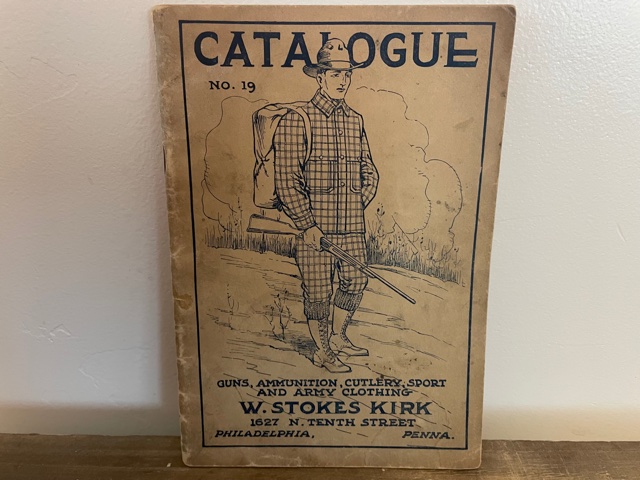 CATALOGUE
NO. 19
GUNS, AMMUNITION, CUTLERY, SPORT
AND ARMY CLOTHING
W. STOKES KIRK
1627 N. TENTH STREET
PHILADELPHIA, PENNA.